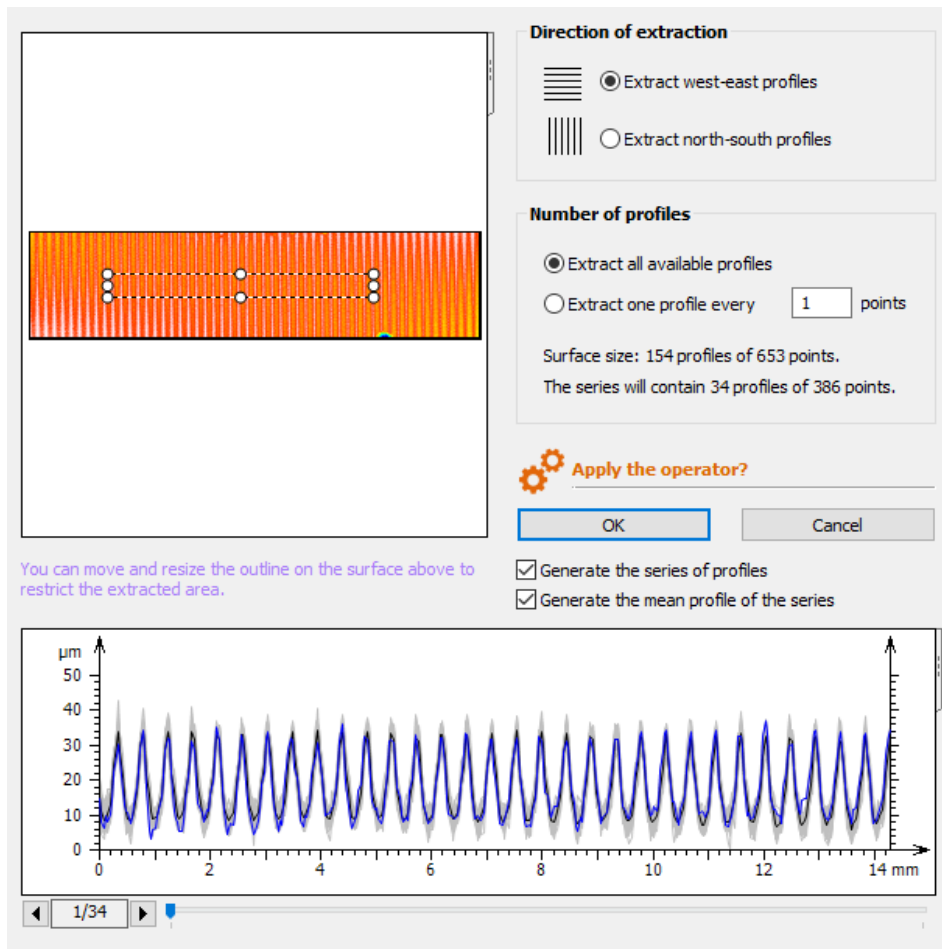 Direction of extraction
Extract west-east profiles
Extract north-south profiles
Number of profiles
Extract all available profiles
Extract one profile every 1 points
Surface size: 154 profiles of 653 points.
The series will contain 34 profiles of 386 points.
Apply the operator?
OK Cancel
You can move and resize the outline on the surface above to
restrict the extracted area.
Generate the series of profiles
Generate the mean profile of the series
µm
50
40
30
20
10
0
0 2 4 6 8 10 12 14 mm
1/34